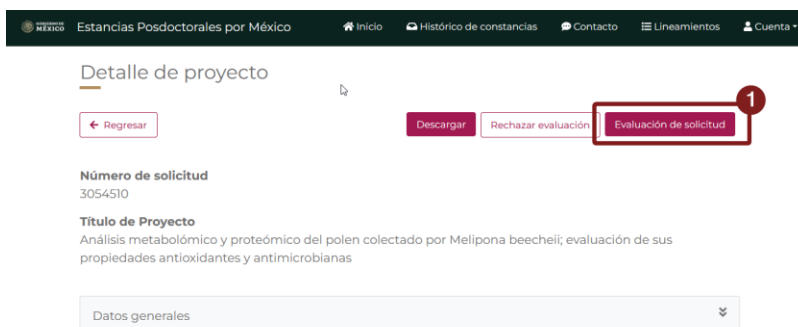 GOBIERNO DE MÉXICO Estancias Posdoctorales por México Inicio Histórico de constancias Contacto Lineamientos Cuenta
Detalle de proyecto
1
Regresar Descargar Rechazar evaluación Evaluación de solicitud
Número de solicitud
3054510
Título de Proyecto
Análisis metabolómico y proteómico del polen colectado por Melipona beecheii; evaluación de sus
propiedades antioxidantes y antimicrobianas
Datos generales